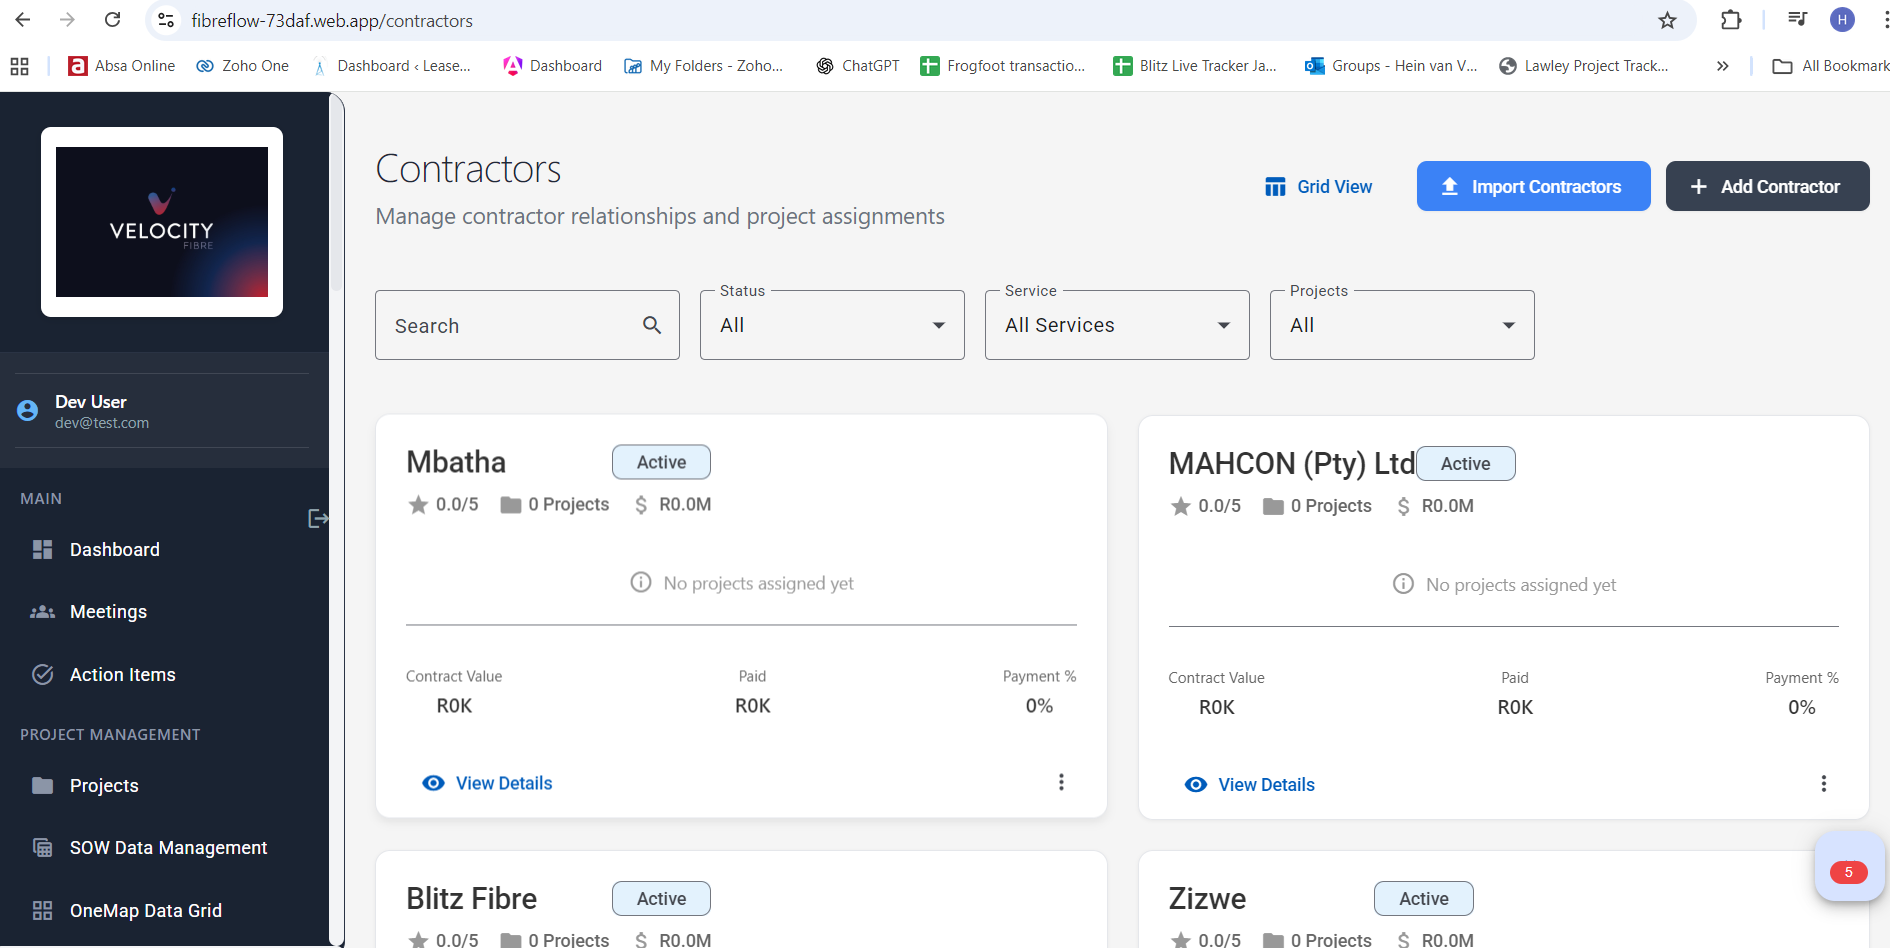 fibreflow-73daf.web.app/contractors
H
Absa Online
Zoho One
Dashboard ‹ Lease...
Dashboard
My Folders - Zoho...
ChatGPT
Frogfoot transactio...
Blitz Live Tracker Ja...
Groups - Hein van V...
Lawley Project Track...
»
All Bookmark
VELOCITY
FIBRE
Dev User
dev@test.com
MAIN
Dashboard
Meetings
Action Items
PROJECT MANAGEMENT
Projects
SOW Data Management
OneMap Data Grid
Contractors
Manage contractor relationships and project assignments
Grid View
Import Contractors
+ Add Contractor
Search
Status
All
Service
All Services
Projects
All
Mbatha
Active
0.0/5
0 Projects
$ R0.0M
No projects assigned yet
Contract Value
R0K
Paid
R0K
Payment %
0%
View Details
MAHCON (Pty) Ltd
Active
0.0/5
0 Projects
$ R0.0M
No projects assigned yet
Contract Value
R0K
Paid
R0K
Payment %
0%
View Details
Blitz Fibre
Active
0.0/5
0 Projects
$ R0.0M
Zizwe
Active
0.0/5
0 Projects
$ R0.0M
5